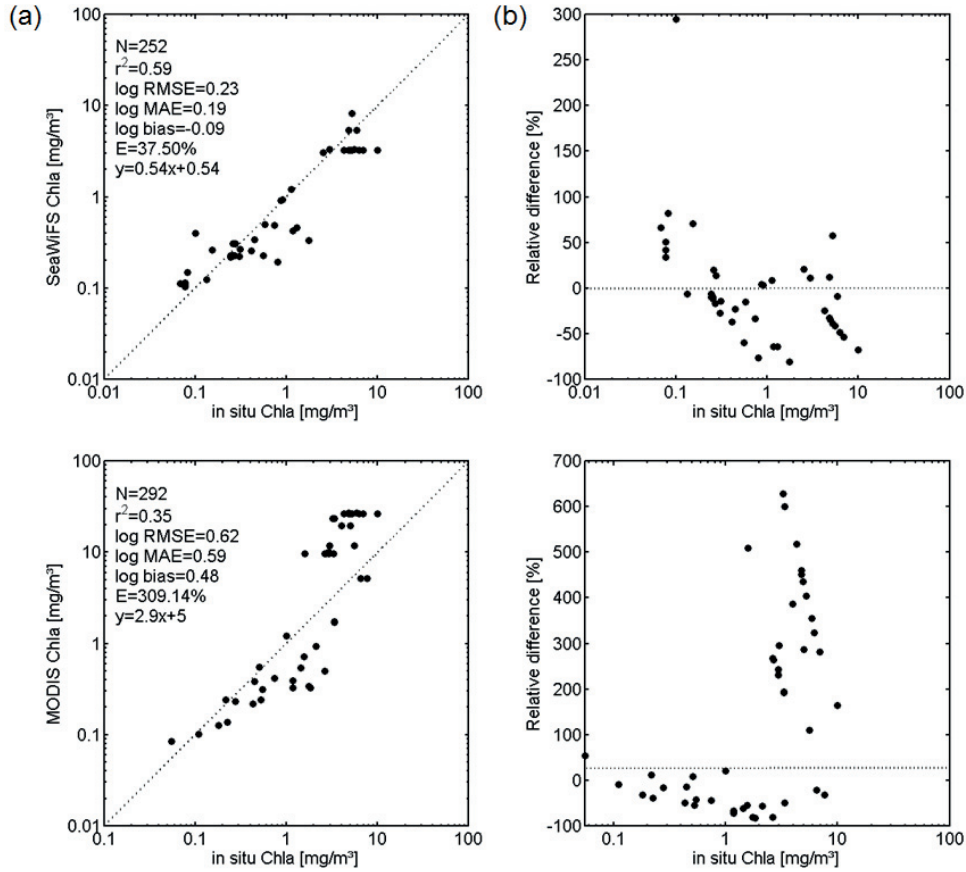 (a)
100
10
1
0.1
0.01
SeaWiFS Chla [mg/m³]
N=252
r²=0.59
log RMSE=0.23
log MAE=0.19
log bias=-0.09
E=37.50%
y=0.54x+0.54
0.01 0.1 1 10 100
in situ Chla [mg/m³]
(b)
300
250
200
150
100
50
0
-50
-100
Relative difference [%]
0.01 0.1 1 10 100
in situ Chla [mg/m³]
100
10
1
0.1
0.01
MODIS Chla [mg/m³]
N=292
r²=0.35
log RMSE=0.62
log MAE=0.59
log bias=0.48
E=309.14%
y=2.9x+5
0.1 0.1 1 10 100
in situ Chla [mg/m³]
700
600
500
400
300
200
100
0
-100
Relative difference [%]
0.1 1 10 100
in situ Chla [mg/m³]